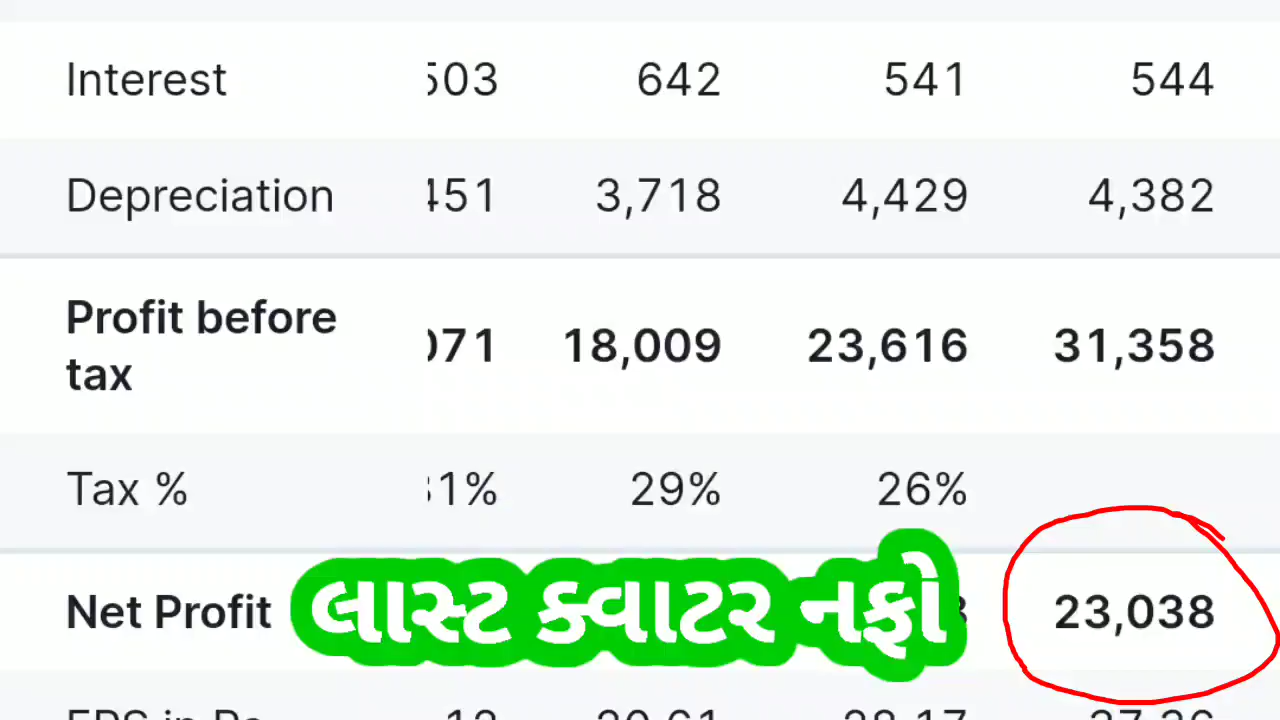 Interest 642 541 544
Depreciation 3,718 4,429 4,382
Profit before
tax 18,009 23,616 31,358
Tax % 29% 26%
Net Profit લાસ્ટ ક્વાટર નફો 23,038